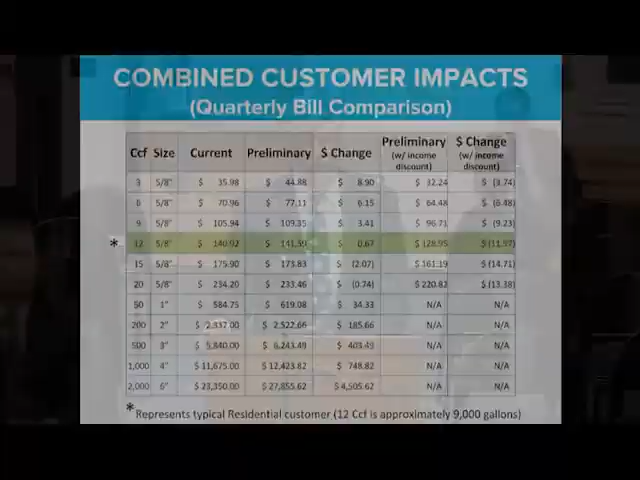 COMBINED CUSTOMER IMPACTS
(Quarterly Bill Comparison)
Ccf Size Current Preliminary $ Change Preliminary (w/ income discount) $ Change (w/ income discount)
3 5/8" $ 35.98 $ 44.88 $ 8.90 $ 32.24 $ (3.74)
6 5/8" $ 70.96 $ 77.11 $ 6.15 $ 64.48 $ (6.48)
9 5/8" $ 105.94 $ 109.35 $ 3.41 $ 96.71 $ (9.23)
* 12 5/8" $ 140.92 $ 141.59 $ 0.67 $ 128.95 $ (11.97)
15 5/8" $ 175.90 $ 173.83 $ (2.07) $ 161.19 $ (14.71)
20 5/8" $ 234.20 $ 233.46 $ (0.74) $ 220.82 $ (13.38)
50 1" $ 584.75 $ 619.08 $ 34.33 N/A N/A
200 2" $ 2,337.00 $ 2,522.66 $ 185.66 N/A N/A
500 3" $ 5,840.00 $ 6,243.49 $ 403.49 N/A N/A
1,000 4" $ 11,675.00 $ 12,423.82 $ 748.82 N/A N/A
2,000 6" $ 23,350.00 $ 27,855.62 $ 4,505.62 N/A N/A
*Represents typical Residential customer (12 Ccf is approximately 9,000 gallons)